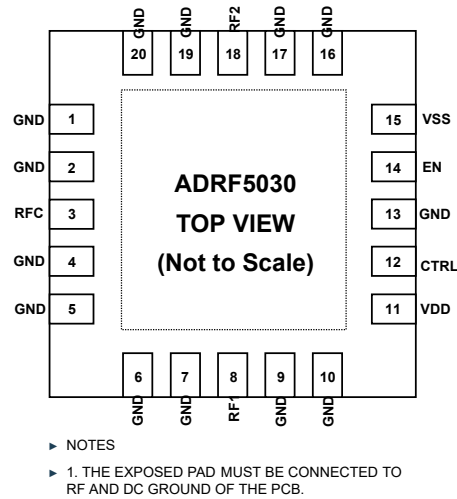 GND GND RF2 GND GND
20 19 18 17 16
GND 1
GND 2
RFC 3
GND 4
GND 5
ADRF5030
TOP VIEW
(Not to Scale)
15 VSS
14 EN
13 GND
12 CTRL
11 VDD
6 7 8 9 10
GND GND RF1 GND GND
► NOTES
► 1. THE EXPOSED PAD MUST BE CONNECTED TO
RF AND DC GROUND OF THE PCB.